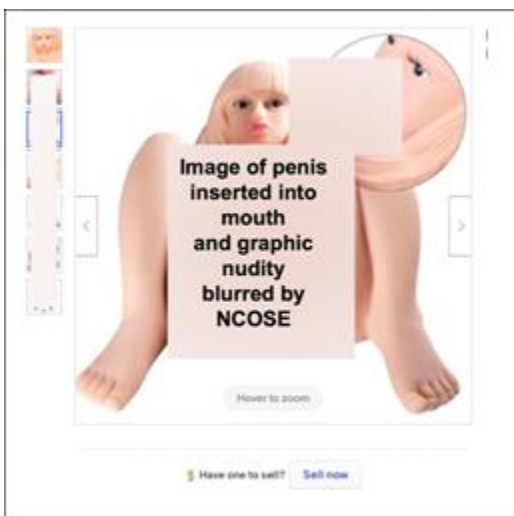 Image of penis
inserted into
mouth
and graphic
nudity
blurred by
NCOSE
Hover to zoom
$ Have one to sell? Sell now